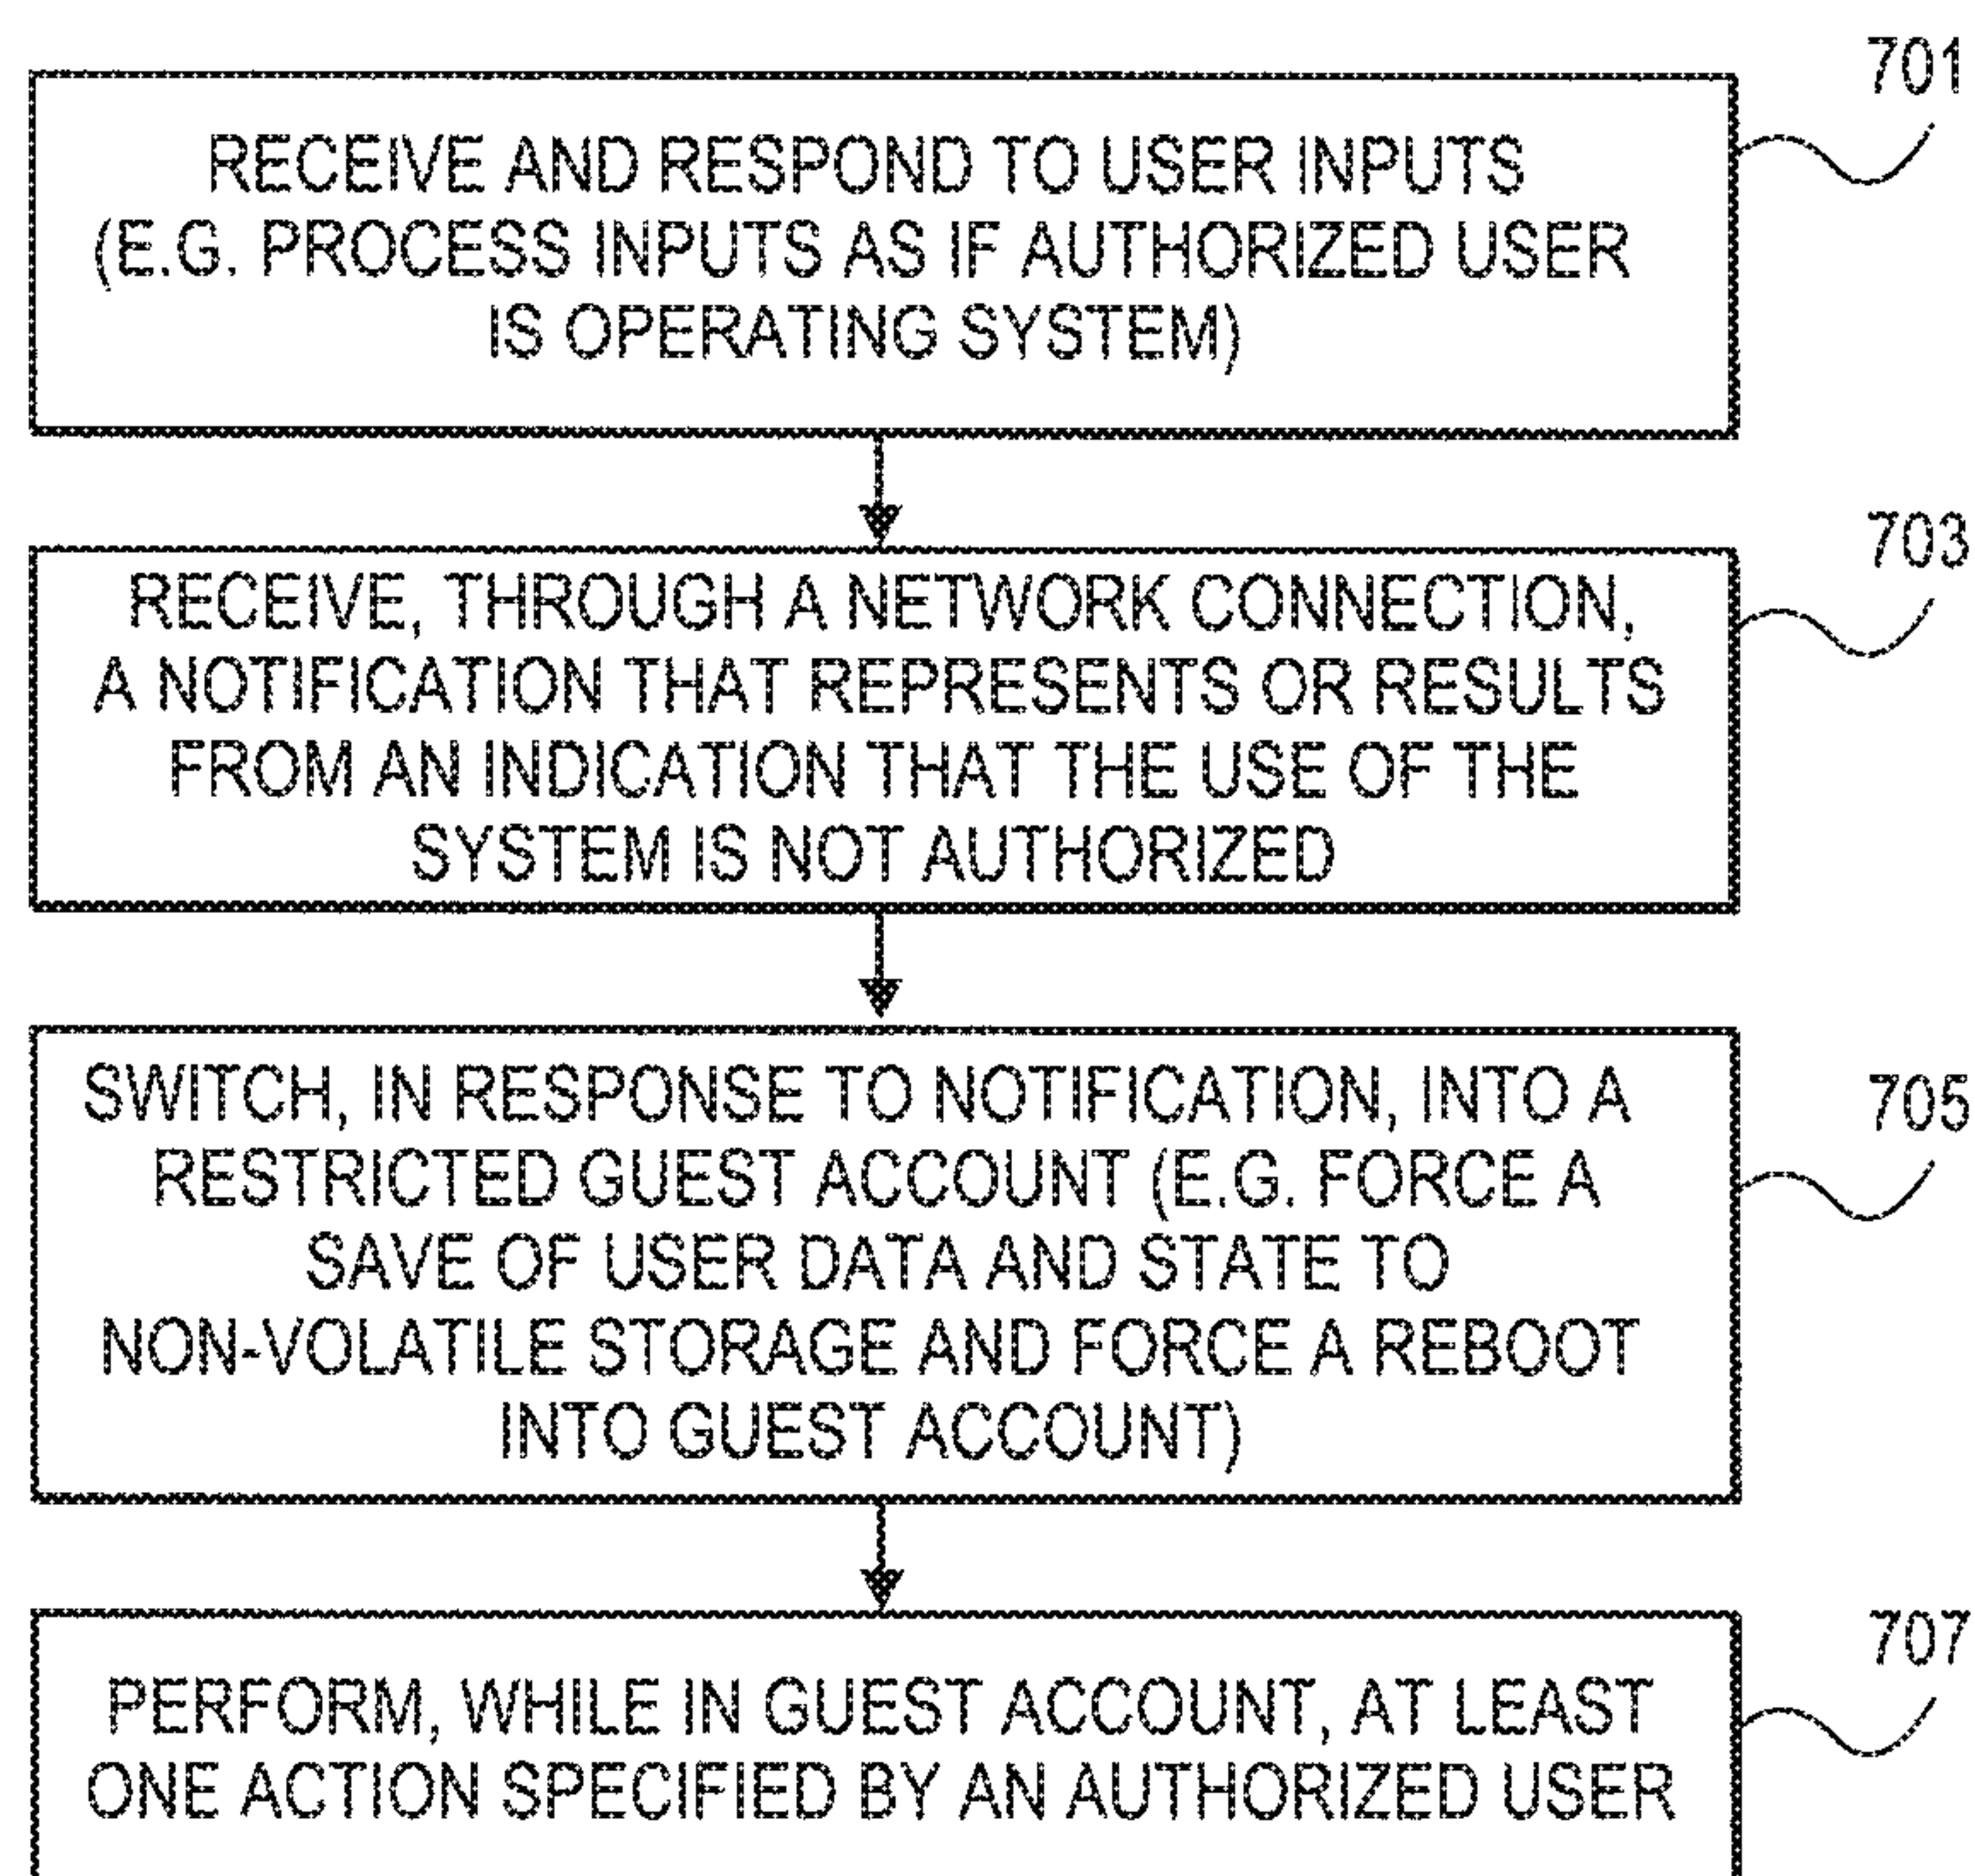 701
RECEIVE AND RESPOND TO USER INPUTS
(E.G. PROCESS INPUTS AS IF AUTHORIZED USER
IS OPERATING SYSTEM)
703
RECEIVE, THROUGH A NETWORK CONNECTION,
A NOTIFICATION THAT REPRESENTS OR RESULTS
FROM AN INDICATION THAT THE USE OF THE
SYSTEM IS NOT AUTHORIZED
705
SWITCH, IN RESPONSE TO NOTIFICATION, INTO A
RESTRICTED GUEST ACCOUNT (E.G. FORCE A
SAVE OF USER DATA AND STATE TO
NON-VOLATILE STORAGE AND FORCE A REBOOT
INTO GUEST ACCOUNT)
707
PERFORM, WHILE IN GUEST ACCOUNT, AT LEAST
ONE ACTION SPECIFIED BY AN AUTHORIZED USER